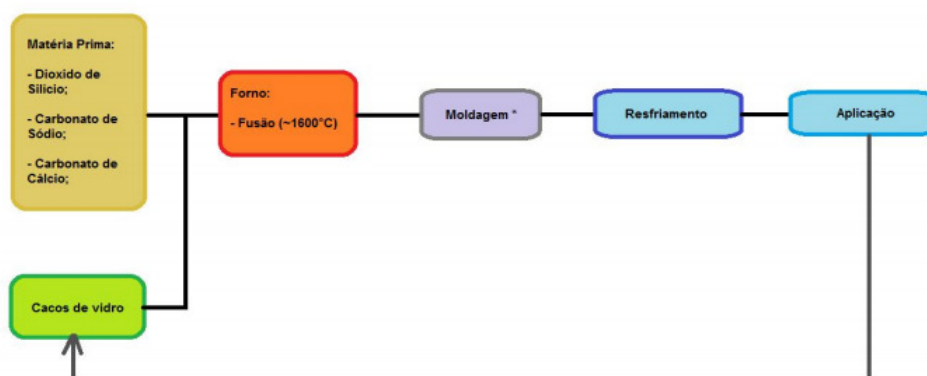 Matéria Prima:
- Dioxido de
Silicio;
- Carbonato de
Sódio;
- Carbonato de
Cálcio;
Forno:
- Fusão (~1600°C)
Moldagem *
Resfriamento
Aplicação
Cacos de vidro